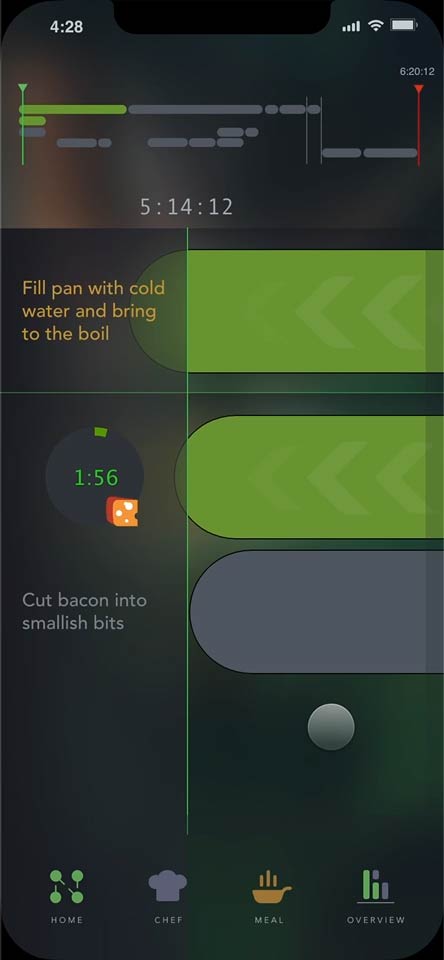 4:28
6:20:12
5:14:12
Fill pan with cold
water and bring
to the boil
1:56
Cut bacon into
smallish bits
HOME CHEF MEAL OVERVIEW